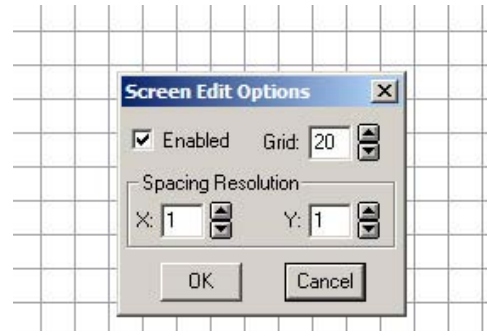 Screen Edit Options
Enabled Grid: 20
Spacing Resolution
X: 1 Y: 1
OK Cancel